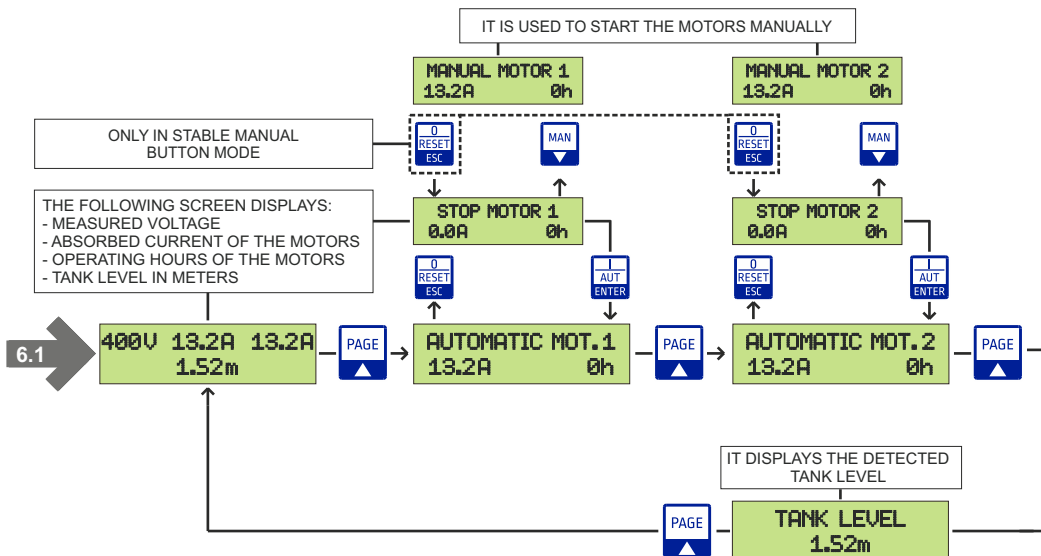 IT IS USED TO START THE MOTORS MANUALLY
MANUAL MOTOR 1
13.2A 0h
MANUAL MOTOR 2
13.2A 0h
ONLY IN STABLE MANUAL
BUTTON MODE
0
RESET
ESC
MAN
0
RESET
ESC
MAN
THE FOLLOWING SCREEN DISPLAYS:
- MEASURED VOLTAGE
- ABSORBED CURRENT OF THE MOTORS
- OPERATING HOURS OF THE MOTORS
- TANK LEVEL IN METERS
STOP MOTOR 1
0.0A 0h
STOP MOTOR 2
0.0A 0h
0
RESET
ESC
I
AUT
ENTER
0
RESET
ESC
I
AUT
ENTER
6.1
400V 13.2A 13.2A
1.52m
PAGE
AUTOMATIC MOT.1
13.2A 0h
PAGE
AUTOMATIC MOT.2
13.2A 0h
PAGE
IT DISPLAYS THE DETECTED
TANK LEVEL
PAGE
TANK LEVEL
1.52m